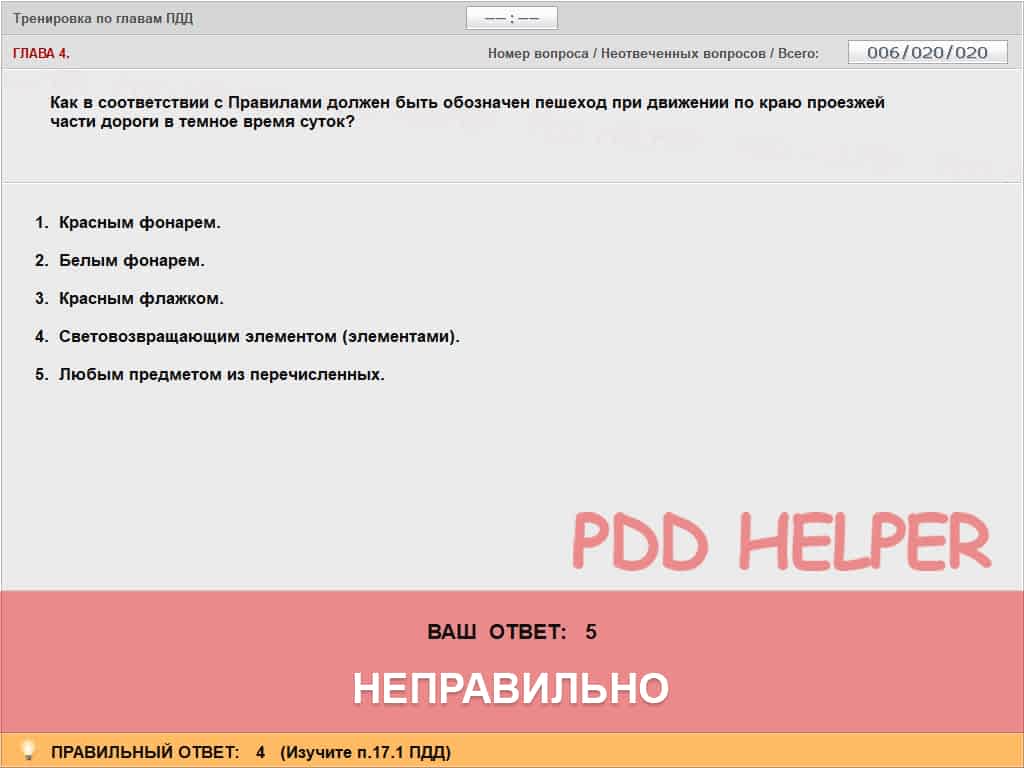 Тренировка по главам ПДД
—— : ——
ГЛАВА 4.
Номер вопроса / Неотвеченных вопросов / Всего:
006/020/020
Как в соответствии с Правилами должен быть обозначен пешеход при движении по краю проезжей
части дороги в темное время суток?
1. Красным фонарем.
2. Белым фонарем.
3. Красным флажком.
4. Световозвращающим элементом (элементами).
5. Любым предметом из перечисленных.
PDD HELPER
ВАШ ОТВЕТ: 5
НЕПРАВИЛЬНО
ПРАВИЛЬНЫЙ ОТВЕТ: 4 (Изучите п.17.1 ПДД)